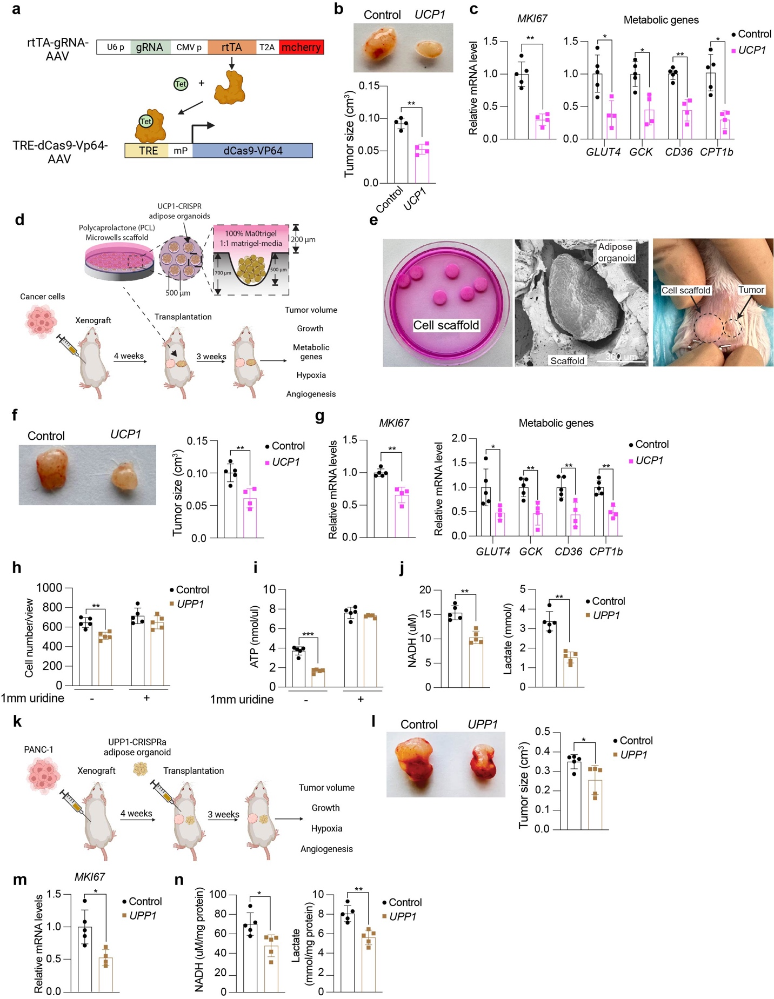 a
rtTA-gRNA-
AAV
U6 p
gRNA
CMV p
rtTA
T2A
mcherry
Tet
+
Tet
TRE-dCas9-Vp64-
AAV
TRE
mP
dCas9-VP64
b
Control
UCP1
Tumor size (cm3)
0.15
0.10
0.05
0.0
**
Control
UCP1
c
MKI67
Relative mRNA level
1.5
1.0
0.5
0.0
**
Metabolic genes
1.5
1.0
0.5
0.0
*
*
**
*
GLUT4
GCK
CD36
CPT1b
Control
UCP1
d
UCP1-CRISPR
adipose organoids
Polycaprolactone (PCL)
Microwells scaffold
100% Ma0trigel
1:1 matrigel-media
200 µm
700 µm
500 µm
500 µm
Cancer cells
Xenograft
Transplantation
4 weeks
3 weeks
Tumor volume
Growth
Metabolic
genes
Hypoxia
Angiogenesis
e
Cell scaffold
Adipose
organoid
Scaffold
300 um
Cell scaffold
Tumor
f
Control
UCP1
Tumor size (cm3)
0.15
0.10
0.05
0.0
**
Control
UCP1
g
MKI67
Relative mRNA levels
1.5
1.0
0.5
0.0
**
Metabolic genes
Relative mRNA level
2.0
1.5
1.0
0.5
0.0
*
**
**
**
GLUT4
GCK
CD36
CPT1b
Control
UCP1
h
Cell number/view
1000
800
600
400
200
0
**
Control
UPP1
1mm uridine
-
+
i
ATP (nmol/ul)
10
8
6
4
2
0
***
1mm uridine
-
+
j
NADH (uM)
20
15
10
5
0
**
Lactate (mmol/)
5
4
3
2
1
0
**
Control
UPP1
k
PANC-1
UPP1-CRISPRa
adipose organoid
Xenograft
Transplantation
4 weeks
3 weeks
Tumor volume
Growth
Hypoxia
Angiogenesis
l
Control
UPP1
Tumor size (cm3)
0.5
0.4
0.3
0.2
0.1
0.0
*
Control
UPP1
m
MKI67
Relative mRNA levels
1.5
1.0
0.5
0.0
*
Control
UPP1
n
NADH (uM/mg protein)
100
80
60
40
20
0
*
Lactate
(mmol/mg protein)
10
8
6
4
2
0
**
Control
UPP1